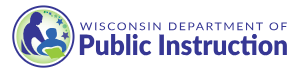 WISCONSIN DEPARTMENT OF
Public Instruction